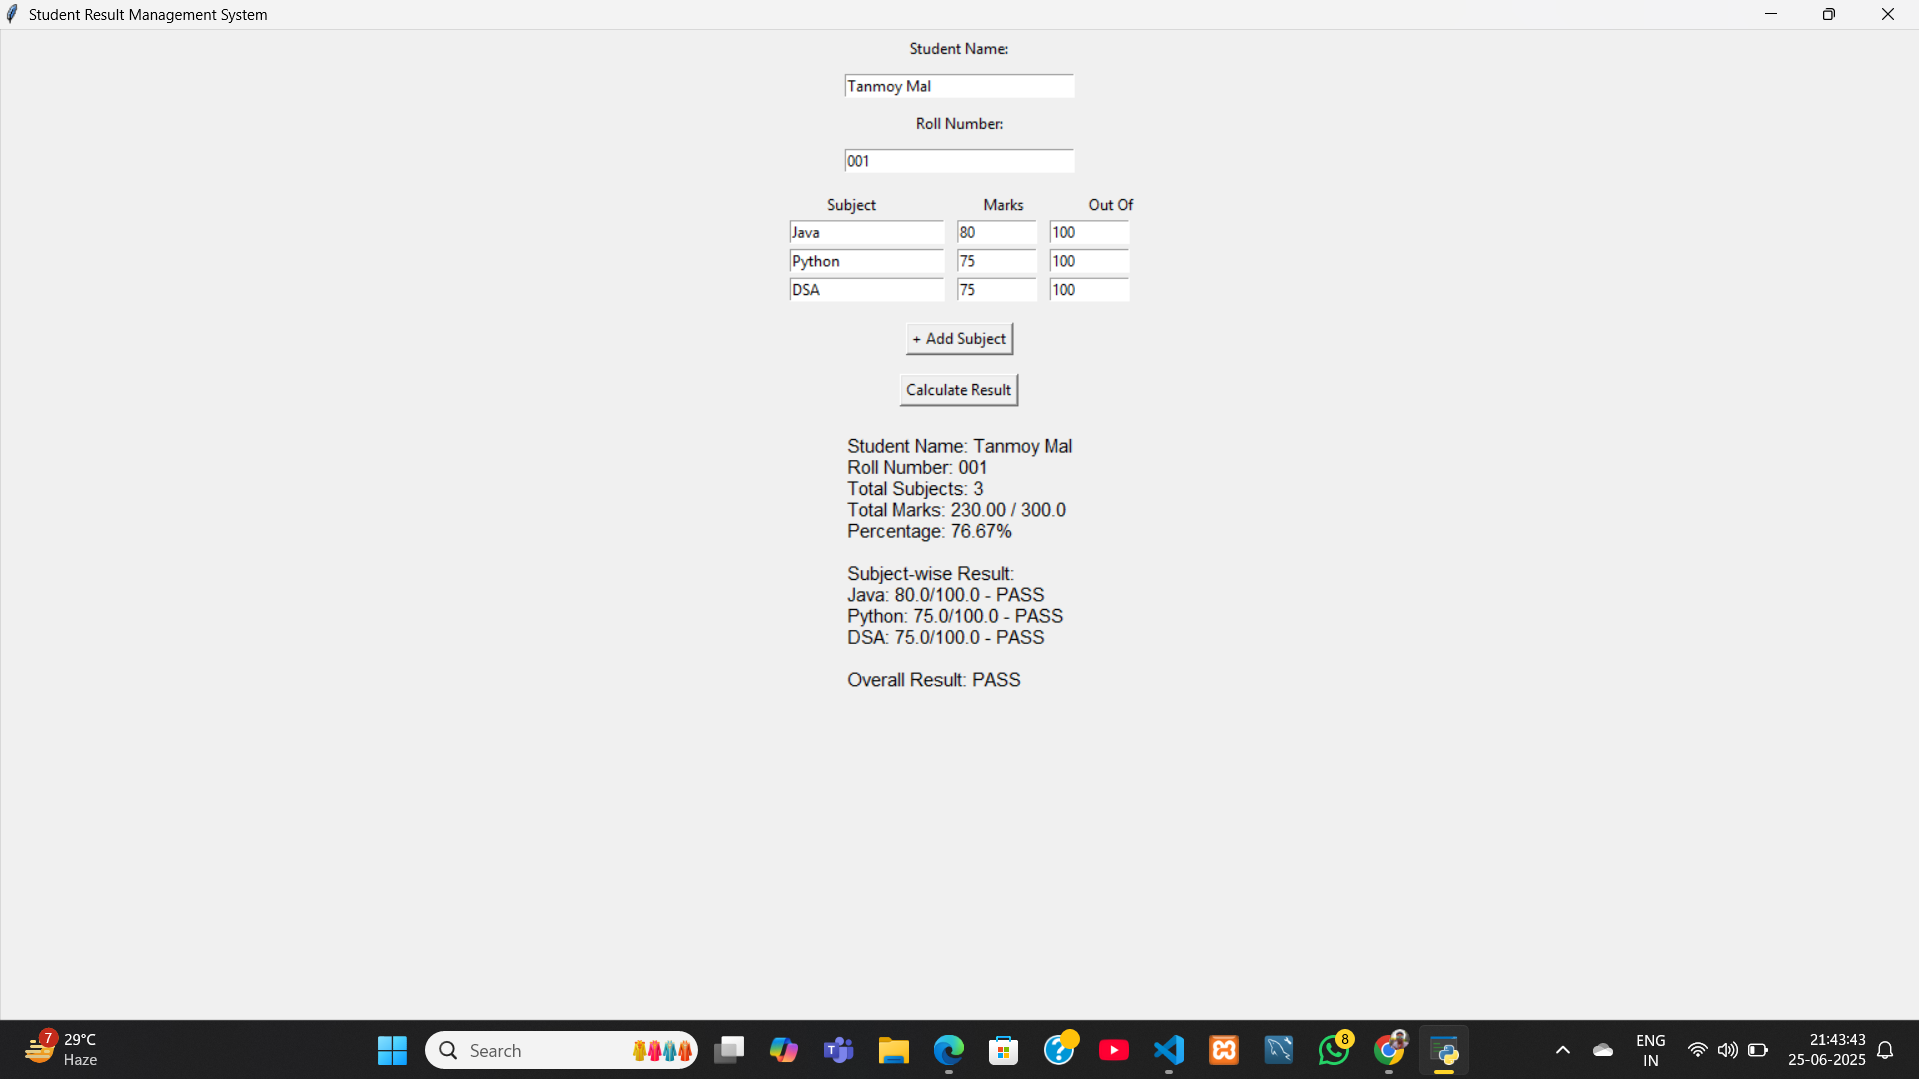 Student Result Management System
Student Name:
Tanmoy Mal
Roll Number:
001
Subject Marks Out Of
Java 80 100
Python 75 100
DSA 75 100
+ Add Subject
Calculate Result
Student Name: Tanmoy Mal
Roll Number: 001
Total Subjects: 3
Total Marks: 230.00 / 300.0
Percentage: 76.67%
Subject-wise Result:
Java: 80.0/100.0 - PASS
Python: 75.0/100.0 - PASS
DSA: 75.0/100.0 - PASS
Overall Result: PASS
7 29°C
Haze
Search
8
ENG
IN
21:43:43
25-06-2025